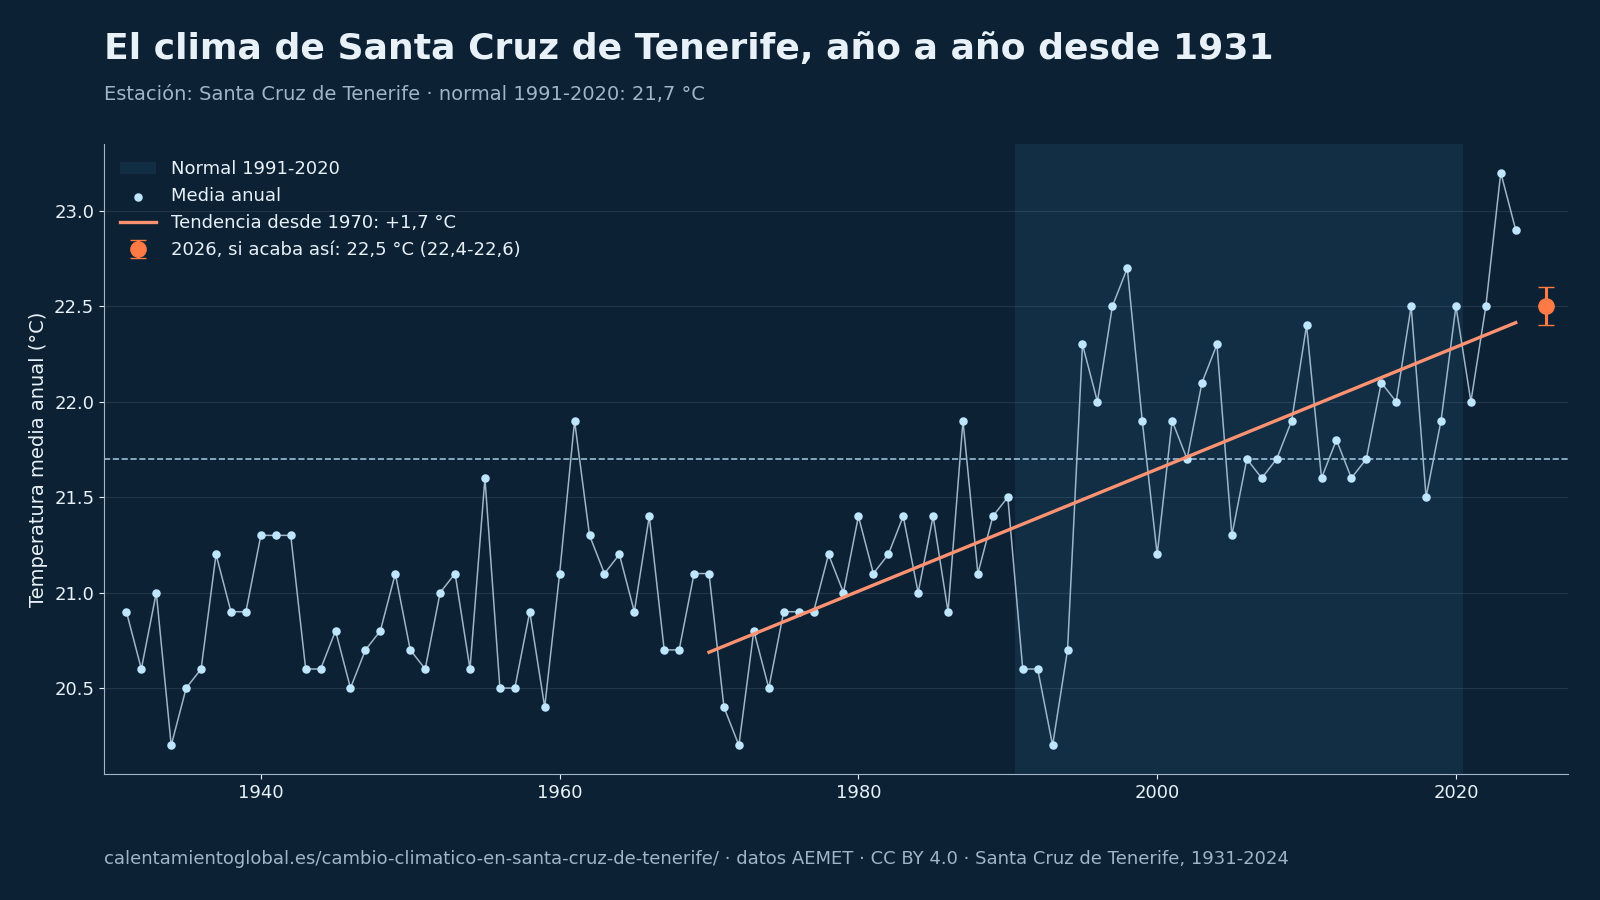 El clima de Santa Cruz de Tenerife, año a año desde 1931
Estación: Santa Cruz de Tenerife · normal 1991-2020: 21,7 °C
Normal 1991-2020
Media anual
Tendencia desde 1970: +1,7 °C
2026, si acaba así: 22,5 °C (22,4-22,6)
Temperatura media anual (°C)
23.0
22.5
22.0
21.5
21.0
20.5
1940
1960
1980
2000
2020
calentamientoglobal.es/cambio-climatico-en-santa-cruz-de-tenerife/ · datos AEMET · CC BY 4.0 · Santa Cruz de Tenerife, 1931-2024